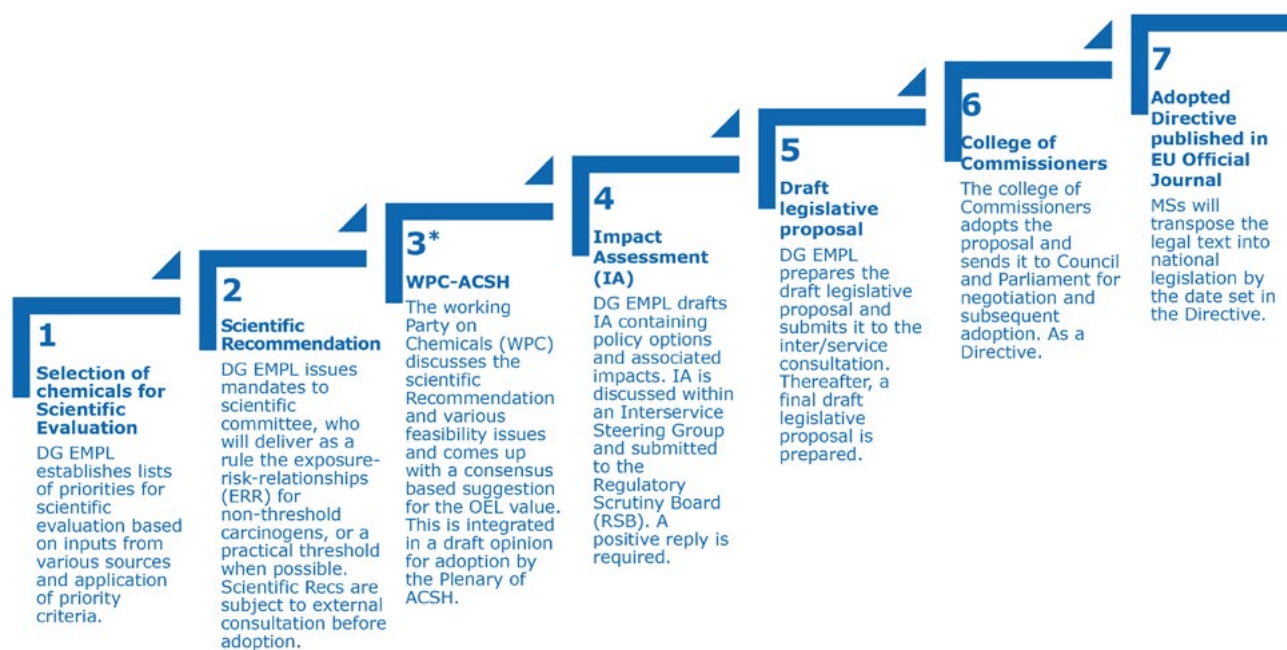 1
Selection of
chemicals for
Scientific
Evaluation
DG EMPL
establishes lists
of priorities for
scientific
evaluation based
on inputs from
various sources
and application
of priority
criteria.
2
Scientific
Recommendation
DG EMPL issues
mandates to
scientific
committee, who
will deliver as a
rule the exposure-
risk-relationships
(ERR) for
non-threshold
carcinogens, or a
practical threshold
when possible.
Scientific Recs are
subject to external
consultation before
adoption.
3*
WPC-ACSH
The working
Party on
Chemicals (WPC)
discusses the
scientific
Recommendation
and various
feasibility issues
and comes up
with a consensus
based suggestion
for the OEL value.
This is integrated
in a draft opinion
for adoption by
the Plenary of
ACSH.
4
Impact
Assessment
(IA)
DG EMPL drafts
IA containing
policy options
and associated
impacts. IA is
discussed within
an Interservice
Steering Group
and submitted
to the
Regulatory
Scrutiny Board
(RSB). A
positive reply is
required.
5
Draft
legislative
proposal
DG EMPL
prepares the
draft legislative
proposal and
submits it to the
inter/service
consultation.
Thereafter, a
final draft
legislative
proposal is
prepared.
6
College of
Commissioners
The college of
Commissioners
adopts the
proposal and
sends it to Council
and Parliament for
negotiation and
subsequent
adoption. As a
Directive.
7
Adopted
Directive
published in
EU Official
Journal
MSs will
transpose the
legal text into
national
legislation by
the date set in
the Directive.